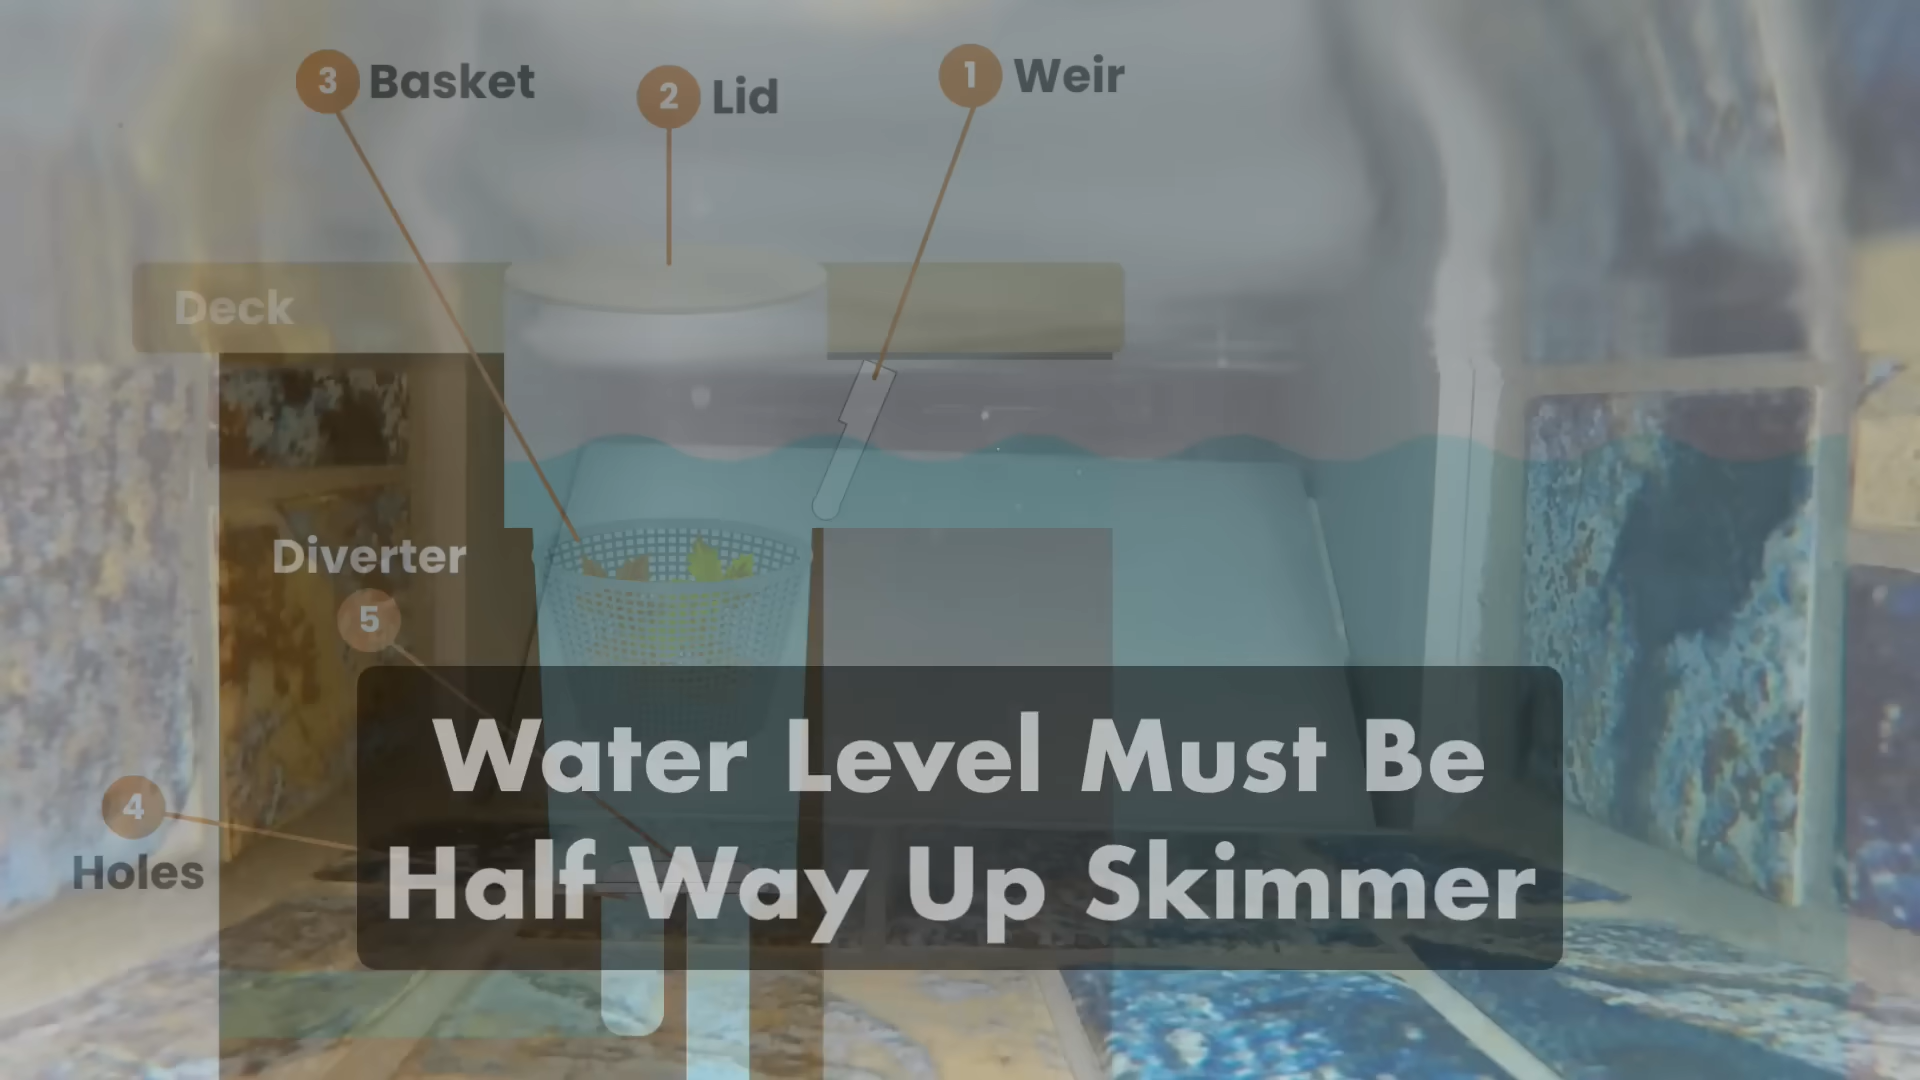 3 Basket
2 Lid
1 Weir
Deck
Diverter
5
4
Holes
Water Level Must Be
Half Way Up Skimmer